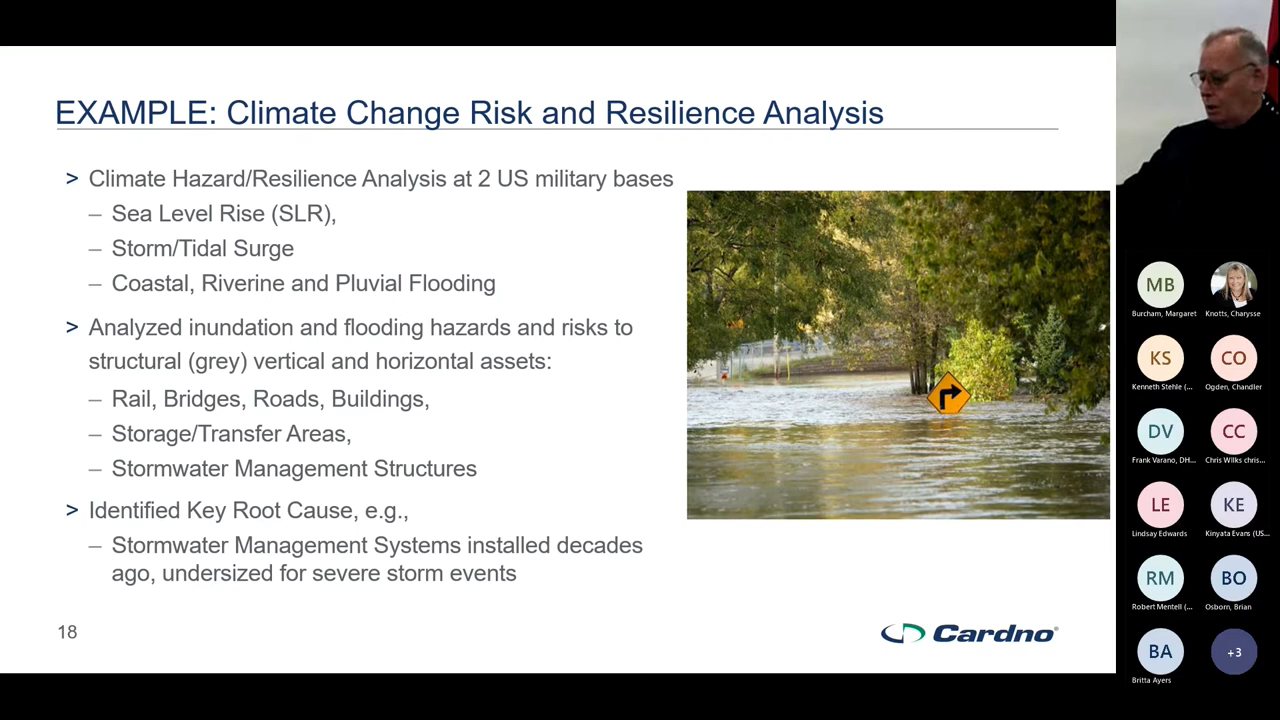 EXAMPLE: Climate Change Risk and Resilience Analysis
> Climate Hazard/Resilience Analysis at 2 US military bases
– Sea Level Rise (SLR),
– Storm/Tidal Surge
– Coastal, Riverine and Pluvial Flooding
> Analyzed inundation and flooding hazards and risks to
structural (grey) vertical and horizontal assets:
– Rail, Bridges, Roads, Buildings,
– Storage/Transfer Areas,
– Stormwater Management Structures
> Identified Key Root Cause, e.g.,
– Stormwater Management Systems installed decades
ago, undersized for severe storm events
18
Cardno®
MB
Burcham, Margaret
Knotts, Charysse
KS
CO
Kenneth Stehle (...
Ogden, Chandler
DV
CC
Frank Varano, DH...
Chris Wilks chris...
LE
KE
Lindsay Edwards
Kinyata Evans (US...
RM
BO
Robert Mentell (...
Osborn, Brian
BA
+3
Britta Ayers